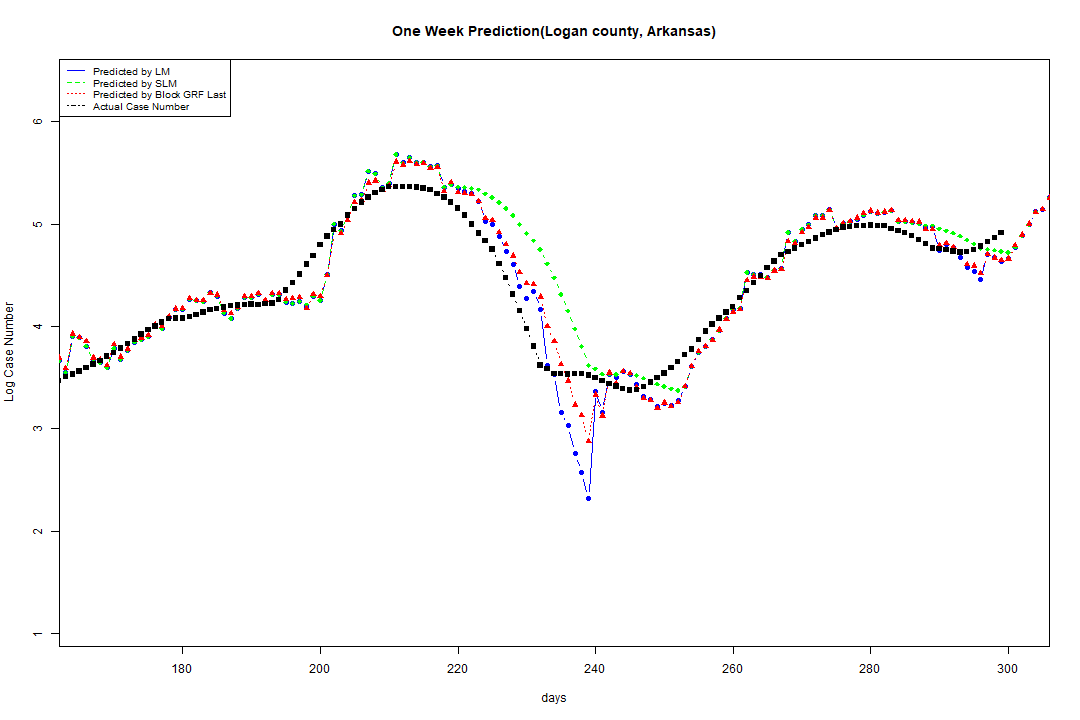 One Week Prediction(Logan county, Arkansas)
Predicted by LM
Predicted by SLM
Predicted by Block GRF Last
Actual Case Number
Log Case Number
6
5
4
3
2
1
180 200 220 240 260 280 300
days